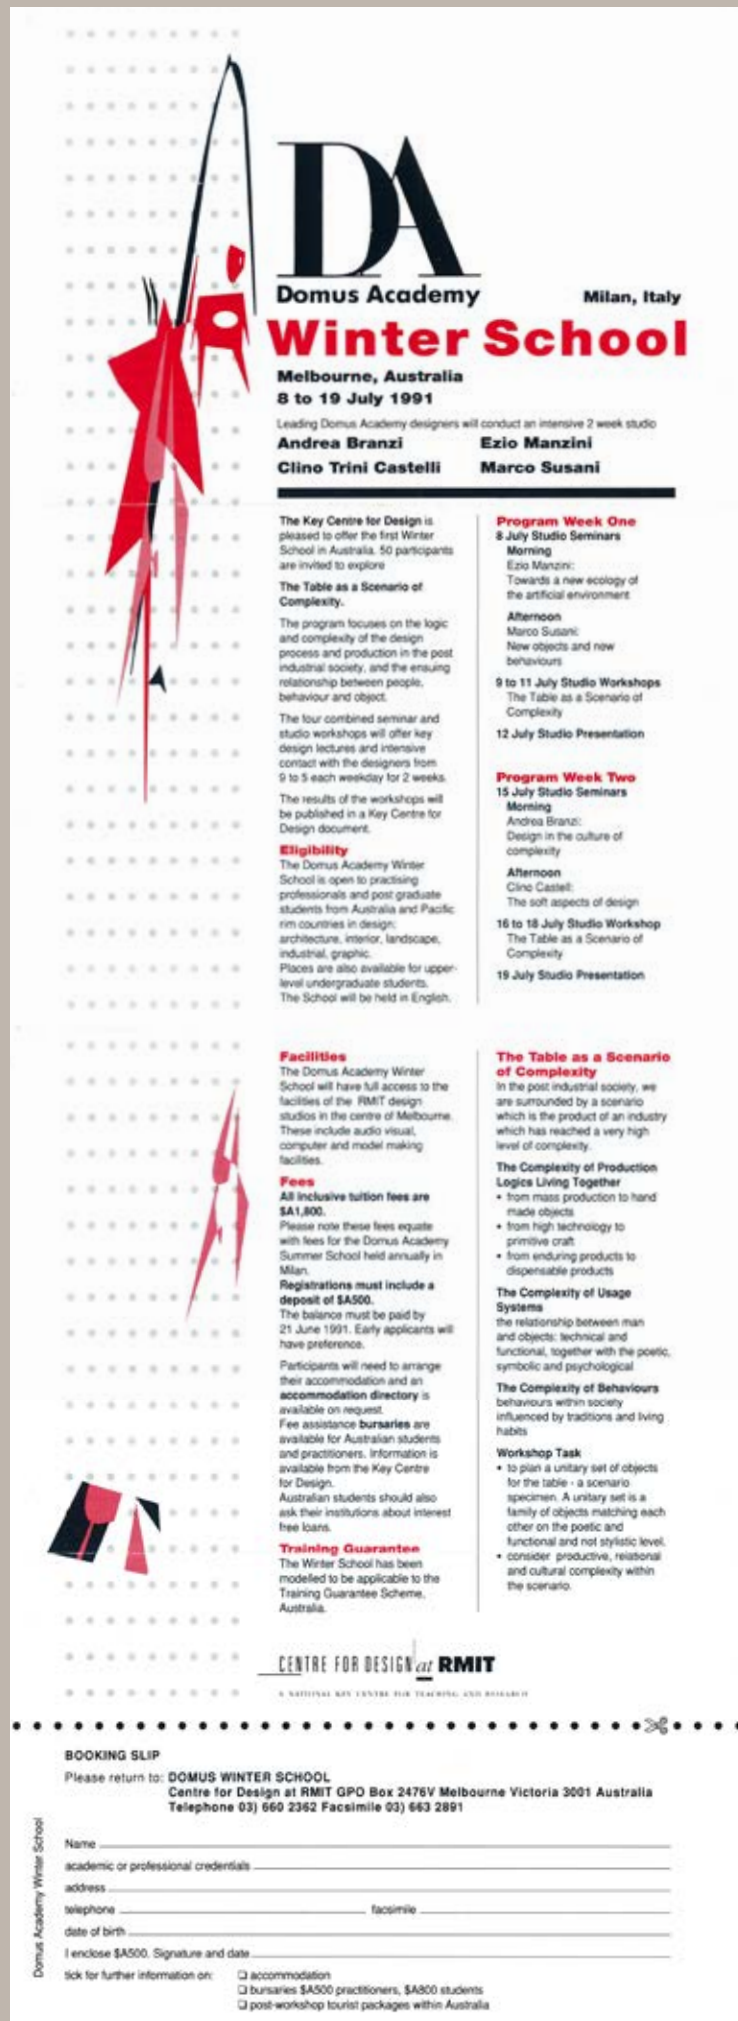 DA
Domus Academy
Milan, Italy
Winter School
Melbourne, Australia
8 to 19 July 1991
Leading Domus Academy designers will conduct an intensive 2 week studio
Andrea Branzi
Ezio Manzini
Clino Trini Castelli
Marco Susani
The Key Centre for Design is
pleased to offer the first Winter
School in Australia. 50 participants
are invited to explore
The Table as a Scenario of
Complexity.
The program focuses on the logic
and complexity of the design
process and production in the post
industrial society, and the ensuing
relationship between people,
behaviour and object.
The four combined seminar and
studio workshops will offer key
design lectures and intensive
contact with the designers from
9 to 5 each weekday for 2 weeks.
The results of the workshops will
be published in a Key Centre for
Design document.
Eligibility
The Domus Academy Winter
School is open to practising
professionals and post graduate
students from Australia and Pacific
rim countries in design;
architecture, interior, landscape,
industrial, graphic.
Places are also available for upper-
level undergraduate students.
The School will be held in English.
Program Week One
8 July Studio Seminars
Morning
Ezio Manzini:
Towards a new ecology of
the artificial environment
Afternoon
Marco Susani:
New objects and new
behaviours
9 to 11 July Studio Workshops
The Table as a Scenario of
Complexity
12 July Studio Presentation
Program Week Two
15 July Studio Seminars
Morning
Andrea Branzi:
Design in the culture of
complexity
Afternoon
Clino Castell:
The soft aspects of design
16 to 18 July Studio Workshop
The Table as a Scenario of
Complexity
19 July Studio Presentation
Facilities
The Domus Academy Winter
School will have full access to the
facilities of the RMIT design
studios in the centre of Melbourne.
These include audio visual,
computer and model making
facilities.
Fees
All inclusive tuition fees are
$A1,800.
Please note these fees equate
with fees for the Domus Academy
Summer School held annually in
Milan.
Registrations must include a
deposit of $A500.
The balance must be paid by
21 June 1991. Early applicants will
have preference.
Participants will need to arrange
their accommodation and an
accommodation directory is
available on request.
Fee assistance bursaries are
available for Australian students
and practitioners. Information is
available from the Key Centre
for Design.
Australian students should also
ask their institutions about interest
free loans.
Training Guarantee
The Winter School has been
modelled to be applicable to the
Training Guarantee Scheme,
Australia.
The Table as a Scenario
of Complexity
In the post industrial society, we
are surrounded by a scenario
which is the product of an industry
which has reached a very high
level of complexity.
The Complexity of Production
Logics Living Together
• from mass production to hand
made objects
• from high technology to
primitive craft
• from enduring products to
dispensable products
The Complexity of Usage
Systems
the relationship between man
and objects: technical and
functional, together with the poetic,
symbolic and psychological
The Complexity of Behaviours
behaviours within society
influenced by traditions and living
habits
Workshop Task
• to plan a unitary set of objects
for the table - a scenario
specimen. A unitary set is a
family of objects matching each
other on the poetic and
functional and not stylistic level.
• consider productive, relational
and cultural complexity within
the scenario.
CENTRE FOR DESIGN at RMIT
A NATIONAL KEY CENTRE FOR TEACHING AND RESEARCH
BOOKING SLIP
Please return to: DOMUS WINTER SCHOOL
Centre for Design at RMIT GPO Box 2476V Melbourne Victoria 3001 Australia
Telephone 03) 660 2362 Facsimile 03) 663 2891
Domus Academy Winter School
Name
academic or professional credentials
address
telephone facsimile
date of birth
I enclose $A500. Signature and date
tick for further information on: ❑ accommodation
❑ bursaries $A500 practitioners, $A800 students
❑ post-workshop tourist packages within Australia